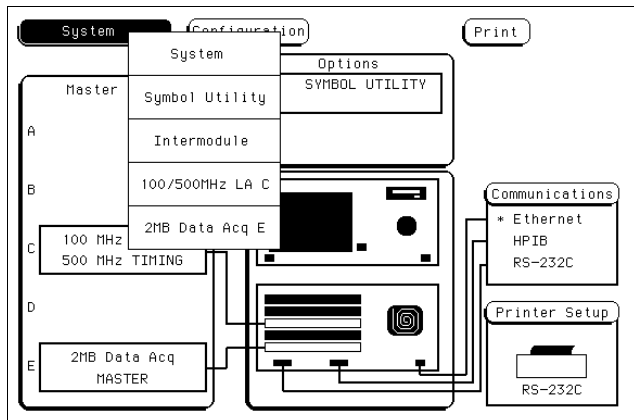 System
Configuration
Print
System
Symbol Utility
Intermodule
100/500MHz LA C
2MB Data Acq E
Options
SYMBOL UTILITY
Master
A
B
C
D
E
100 MHz
500 MHz TIMING
2MB Data Acq
MASTER
Communications
* Ethernet
HPIB
RS-232C
Printer Setup
RS-232C